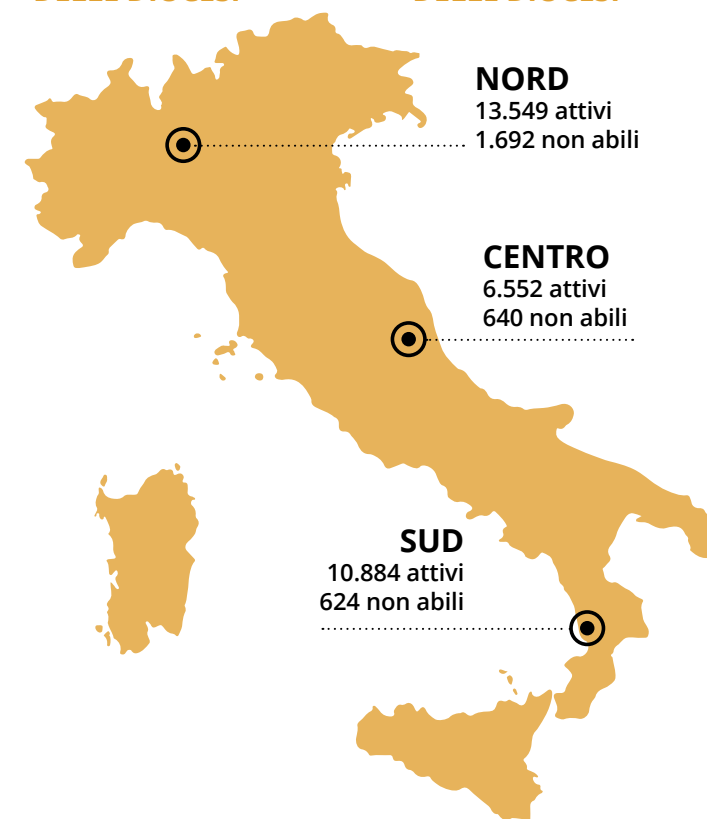 NORD
13.549 attivi
1.692 non abili
CENTRO
6.552 attivi
640 non abili
SUD
10.884 attivi
624 non abili